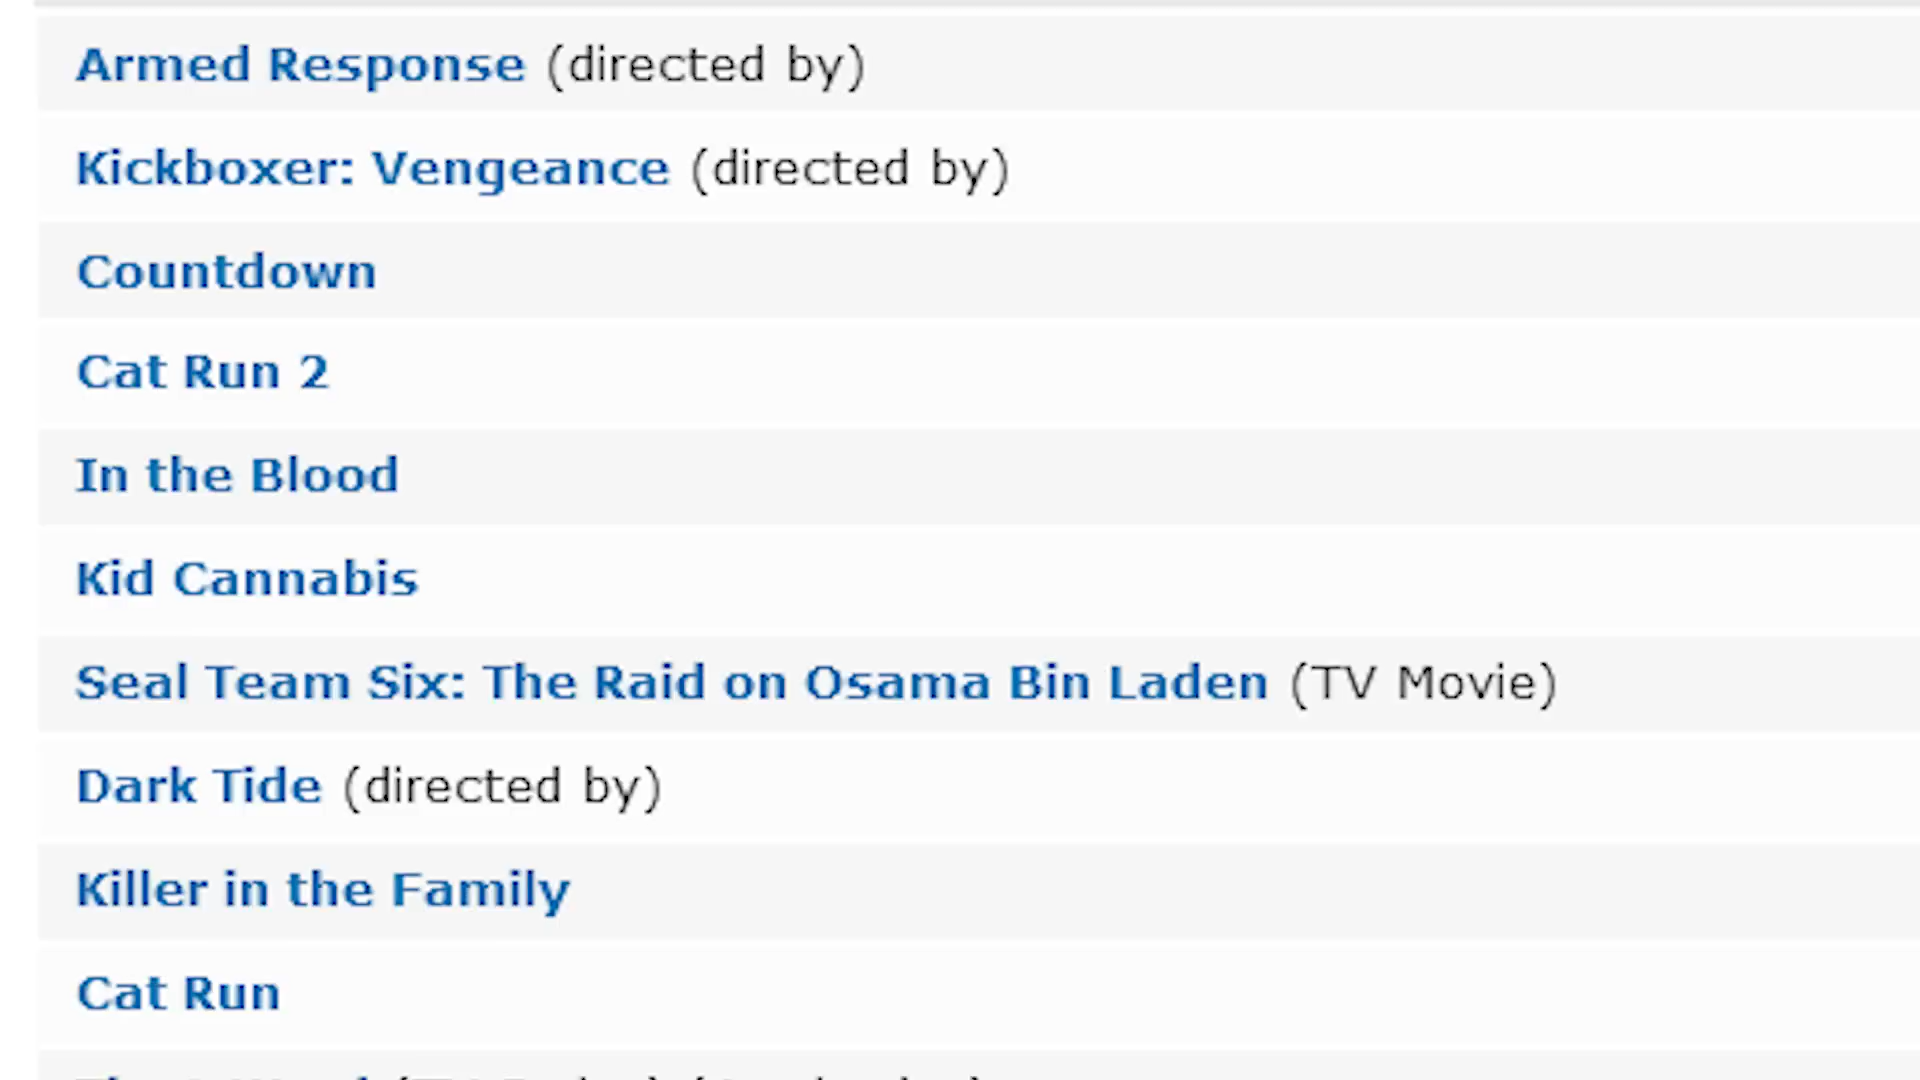 Armed Response (directed by)
Kickboxer: Vengeance (directed by)
Countdown
Cat Run 2
In the Blood
Kid Cannabis
Seal Team Six: The Raid on Osama Bin Laden (TV Movie)
Dark Tide (directed by)
Killer in the Family
Cat Run